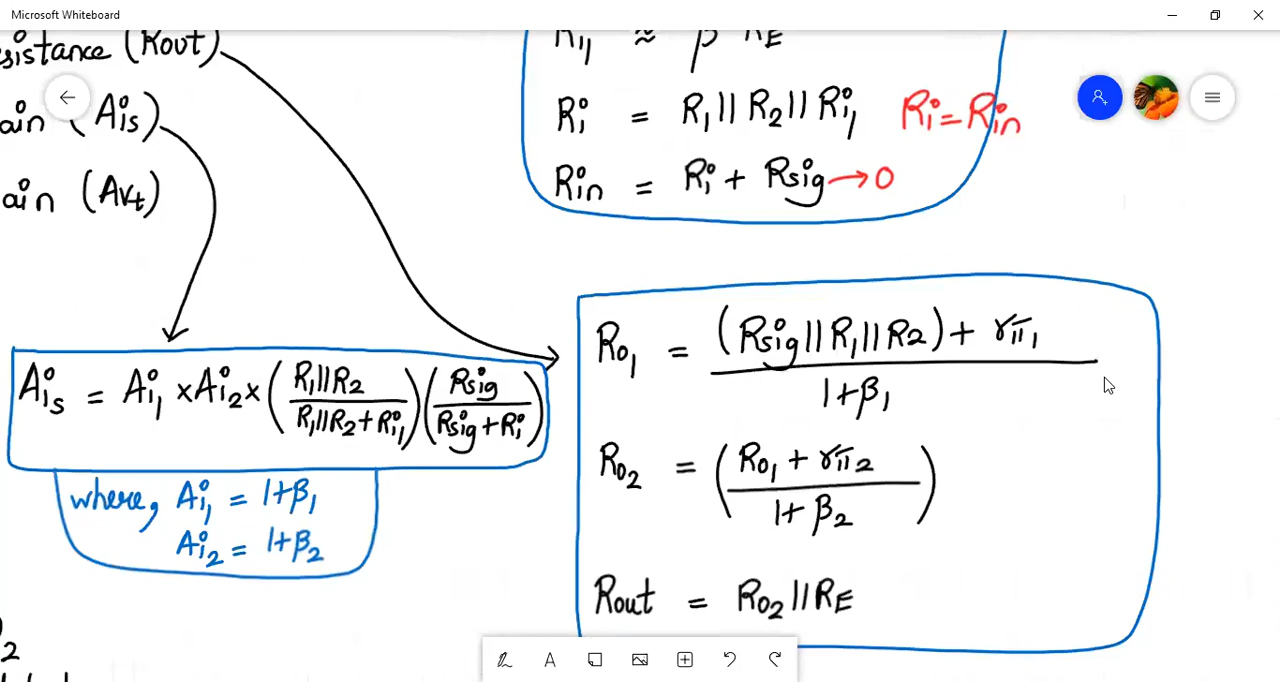 Microsoft Whiteboard
sistance (Rout)
ain (Ais)
ain (Avt)
Ri1 ≈ β RE
Ri = R1 || R2 || Ri1 Ri = Rin
Rin = Ri + Rsig → 0
Ais = Ai1 × Ai2 × (R1||R2 / R1||R2 + Ri1) (Rsig / Rsig + Ri)
where, Ai1 = 1+β1
Ai2 = 1+β2
Ro1 = (Rsig || R1 || R2) + rπ1 / 1+β1
Ro2 = (Ro1 + rπ2 / 1+β2)
Rout = Ro2 || RE
2